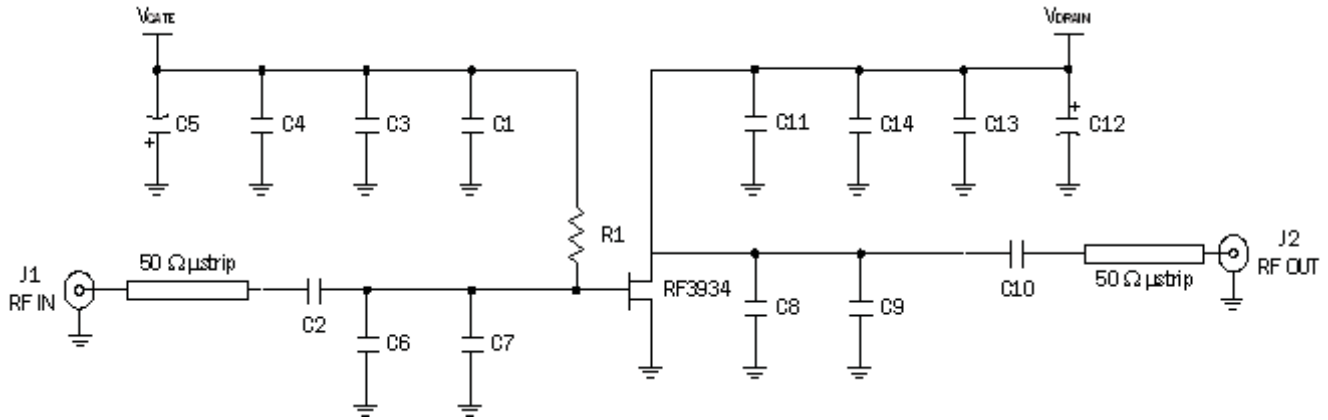 VGATE
VDRAIN
C5
C4
C3
C1
C11
C14
C13
C12
+
+
R1
50 Ω µstrip
J1
RF IN
C2
C6
C7
RF3934
C8
C9
C10
50 Ω µstrip
J2
RF OUT